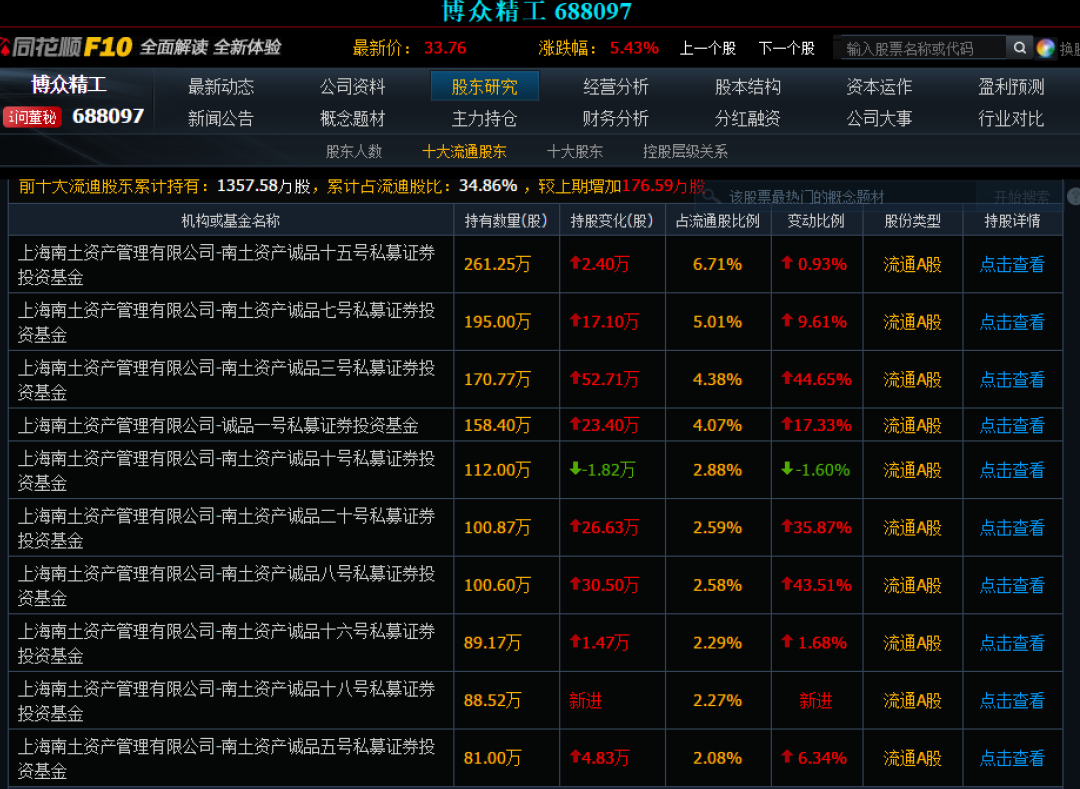 博众精工 688097
同花顺F10 全面解读 全新体验 最新价: 33.76 涨跌幅: 5.43% 上一个股 下一个股 输入股票名称或代码 换肤
博众精工 最新动态 公司资料 股东研究 经营分析 股本结构 资本运作 盈利预测
问董秘 688097 新闻公告 概念题材 主力持仓 财务分析 分红融资 公司大事 行业对比
股东人数 十大流通股东 十大股东 控股层级关系
前十大流通股东累计持有: 1357.58万股, 累计占流通股比: 34.86% , 较上期增加176.59万股 该股票最热门的概念题材 开始搜索
机构或基金名称 持有数量(股) 持股变化(股) 占流通股比例 变动比例 股份类型 持股详情
上海南土资产管理有限公司-南土资产诚品十五号私募证券
投资基金 261.25万 ↑2.40万 6.71% ↑0.93% 流通A股 点击查看
上海南土资产管理有限公司-南土资产诚品七号私募证券投
资基金 195.00万 ↑17.10万 5.01% ↑9.61% 流通A股 点击查看
上海南土资产管理有限公司-南土资产诚品三号私募证券投
资基金 170.77万 ↑52.71万 4.38% ↑44.65% 流通A股 点击查看
上海南土资产管理有限公司-诚品一号私募证券投资基金 158.40万 ↑23.40万 4.07% ↑17.33% 流通A股 点击查看
上海南土资产管理有限公司-南土资产诚品十号私募证券投
资基金 112.00万 ↓-1.82万 2.88% ↓-1.60% 流通A股 点击查看
上海南土资产管理有限公司-南土资产诚品二十号私募证券
投资基金 100.87万 ↑26.63万 2.59% ↑35.87% 流通A股 点击查看
上海南土资产管理有限公司-南土资产诚品八号私募证券投
资基金 100.60万 ↑30.50万 2.58% ↑43.51% 流通A股 点击查看
上海南土资产管理有限公司-南土资产诚品十六号私募证券
投资基金 89.17万 ↑1.47万 2.29% ↑1.68% 流通A股 点击查看
上海南土资产管理有限公司-南土资产诚品十八号私募证券
投资基金 88.52万 新进 2.27% 新进 流通A股 点击查看
上海南土资产管理有限公司-南土资产诚品五号私募证券投
资基金 81.00万 ↑4.83万 2.08% ↑6.34% 流通A股 点击查看